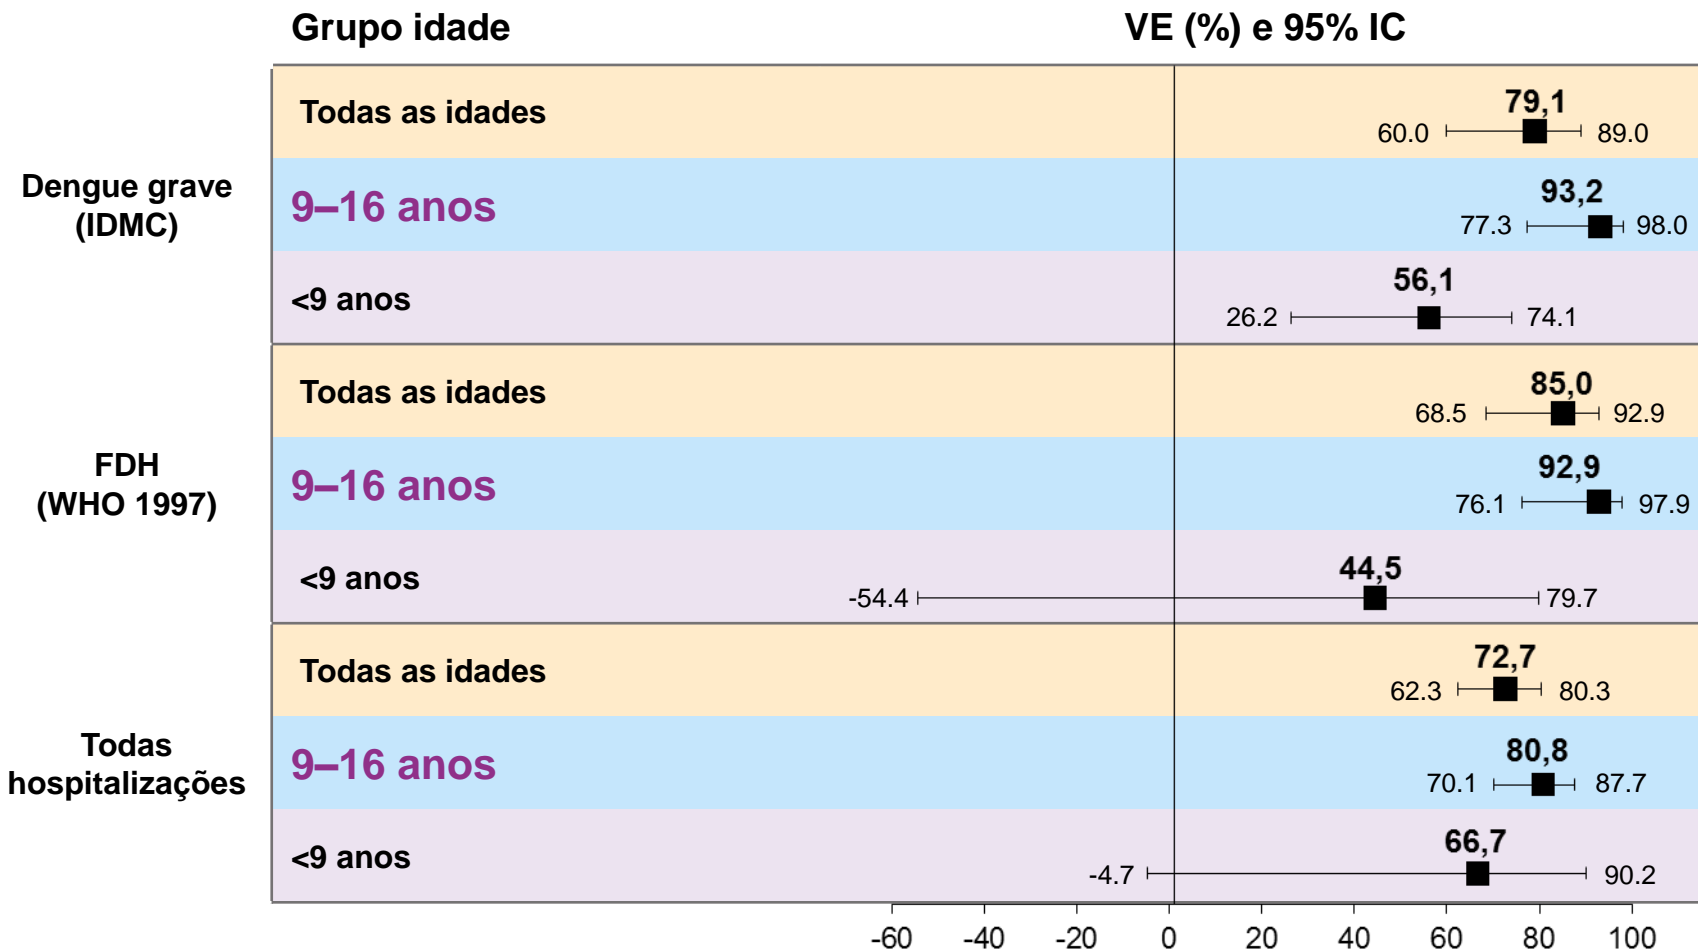 Grupo idade
VE (%) e 95% IC
Dengue grave
(IDMC)
Todas as idades
79,1
60.0
89.0
9–16 anos
93,2
77.3
98.0
<9 anos
56,1
26.2
74.1
FDH
(WHO 1997)
Todas as idades
85,0
68.5
92.9
9–16 anos
92,9
76.1
97.9
<9 anos
44,5
-54.4
79.7
Todas
hospitalizações
Todas as idades
72,7
62.3
80.3
9–16 anos
80,8
70.1
87.7
<9 anos
66,7
-4.7
90.2
-60 -40 -20 0 20 40 60 80 100